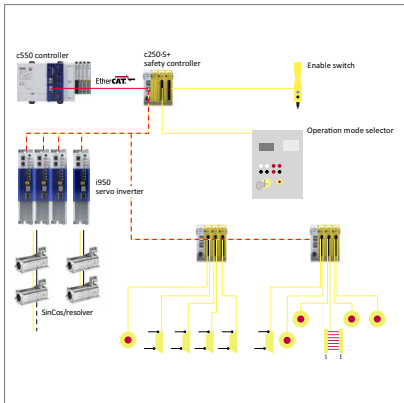 c550 controller
EtherCAT
c250-S+
safety controller
Enable switch
Operation mode selector
i950
servo inverter
SinCos/resolver
S E